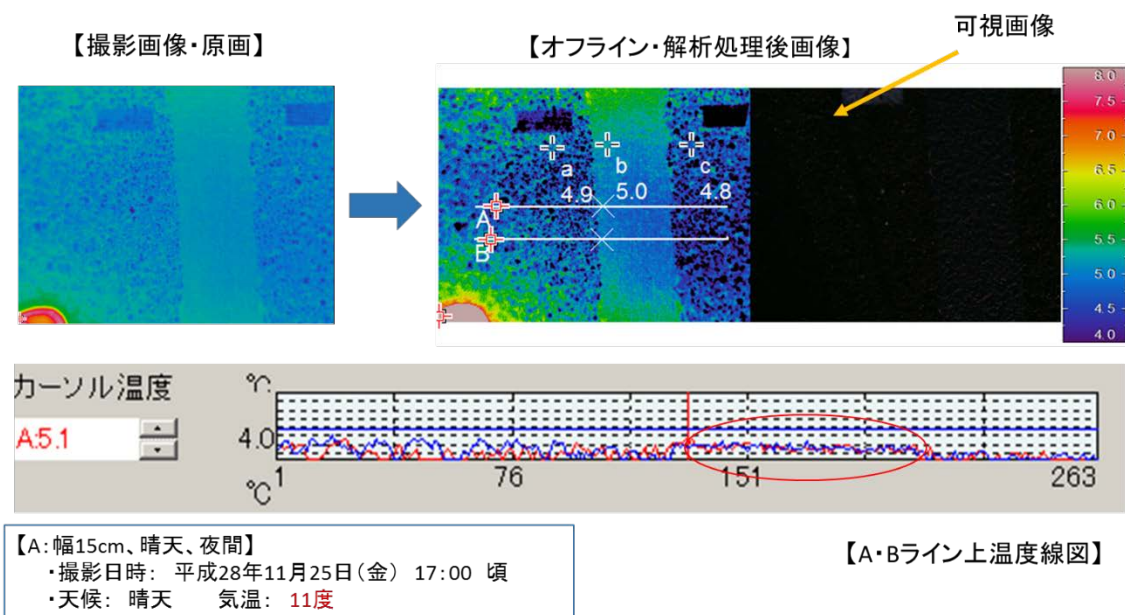 【撮影画像・原画】
【オフライン・解析処理後画像】
可視画像
8.0
7.5
7.0
6.5
6.0
5.5
5.0
4.5
4.0
a
4.9
b
5.0
c
4.8
A
B
カーソル温度
A:5.1
℃
4.0
℃
1
76
151
263
【A:幅15cm、晴天、夜間】
・撮影日時: 平成28年11月25日(金) 17:00 頃
・天候: 晴天 気温: 11度
【A・Bライン上温度線図】